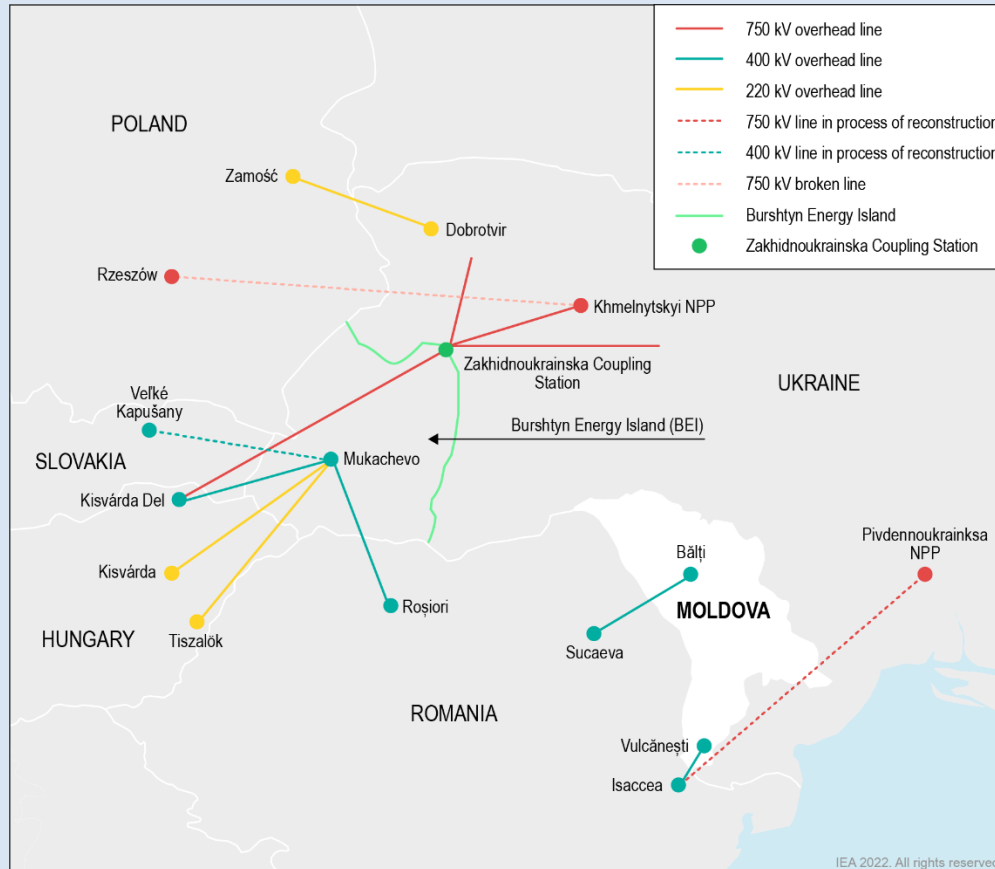 750 kV overhead line
400 kV overhead line
220 kV overhead line
750 kV line in process of reconstruction
400 kV line in process of reconstruction
750 kV broken line
Burshtyn Energy Island
Zakhidnoukrainska Coupling Station
POLAND
Zamość
Dobrotvir
Rzeszów
Khmelnytskyi NPP
Zakhidnoukrainska Coupling
Station
UKRAINE
Veľké
Kapušany
Burshtyn Energy Island (BEI)
SLOVAKIA
Mukachevo
Kisvárda Del
Pivdennoukrainksa
NPP
Bălți
Kisvárda
MOLDOVA
Roșiori
HUNGARY
Tiszalök
Sucaeva
ROMANIA
Vulcănești
Isaccea
IEA 2022. All rights reserved